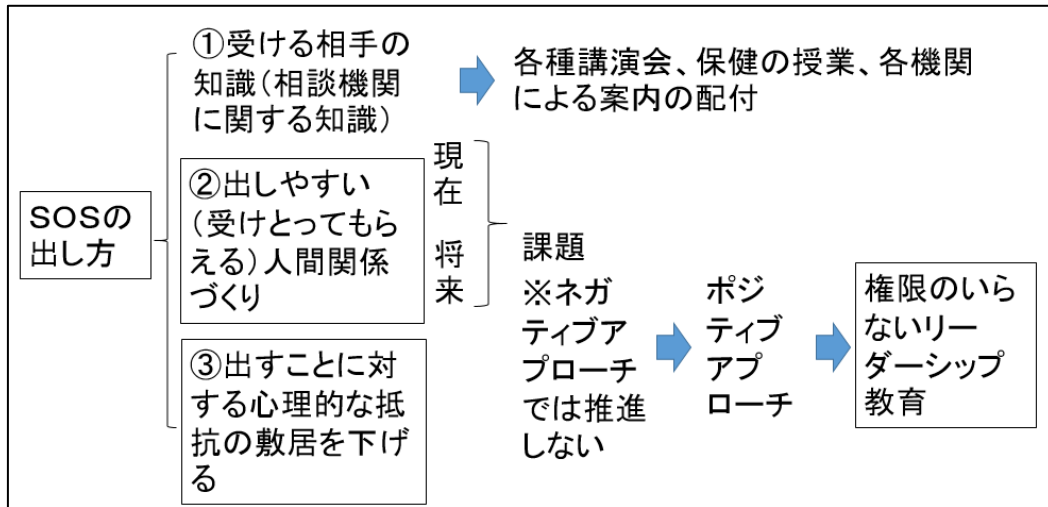 SOSの
出し方
①受ける相手の
知識（相談機関
に関する知識）
各種講演会、保健の授業、各機関
による案内の配付
②出しやすい
（受けとってもら
える）人間関係
づくり
現在　将来
③出すことに対
する心理的な抵
抗の敷居を下げ
る
課題
※ネガ
ティブア
プローチ
では推進
しない
ポジ
ティブ
アプ
ローチ
権限のいら
ないリー
ダーシップ
教育